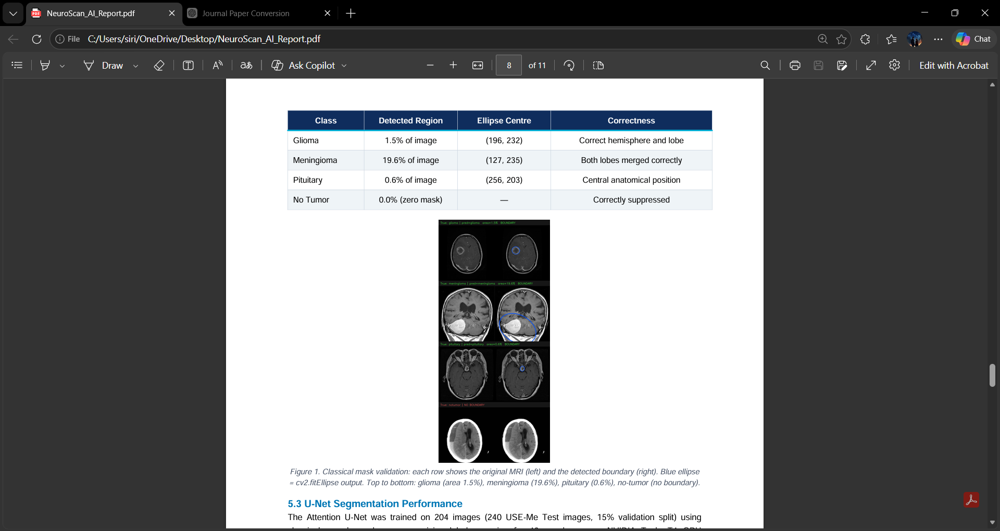 NeuroScan_AI_Report.pdf
Journal Paper Conversion
File C:/Users/siri/OneDrive/Desktop/NeuroScan_AI_Report.pdf
Chat
Draw
aあ
Ask Copilot
8 of 11
Edit with Acrobat
Class Detected Region Ellipse Centre Correctness
Glioma 1.5% of image (196, 232) Correct hemisphere and lobe
Meningioma 19.6% of image (127, 235) Both lobes merged correctly
Pituitary 0.6% of image (256, 203) Central anatomical position
No Tumor 0.0% (zero mask) — Correctly suppressed
True: glioma | pred=glioma area=1.5% BOUNDARY
True: meningioma | pred=meningioma area=19.6% BOUNDARY
True: pituitary | pred=pituitary area=0.6% BOUNDARY
True: notumor | NO BOUNDARY
Figure 1. Classical mask validation: each row shows the original MRI (left) and the detected boundary (right). Blue ellipse
= cv2.fitEllipse output. Top to bottom: glioma (area 1.5%), meningioma (19.6%), pituitary (0.6%), no-tumor (no boundary).
5.3 U-Net Segmentation Performance
The Attention U-Net was trained on 204 images (240 USE-Me Test images, 15% validation split) using